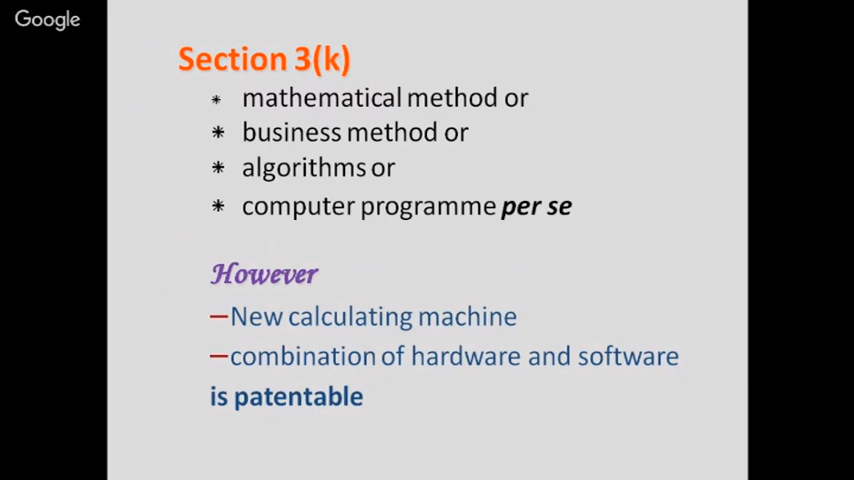 Google
Section 3(k)
* mathematical method or
* business method or
* algorithms or
* computer programme per se
However
–New calculating machine
–combination of hardware and software
is patentable